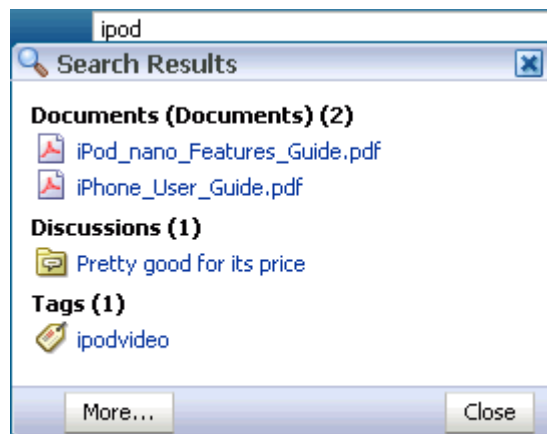 ipod
Search Results
Documents (Documents) (2)
iPod_nano_Features_Guide.pdf
iPhone_User_Guide.pdf
Discussions (1)
Pretty good for its price
Tags (1)
ipodvideo
More... Close